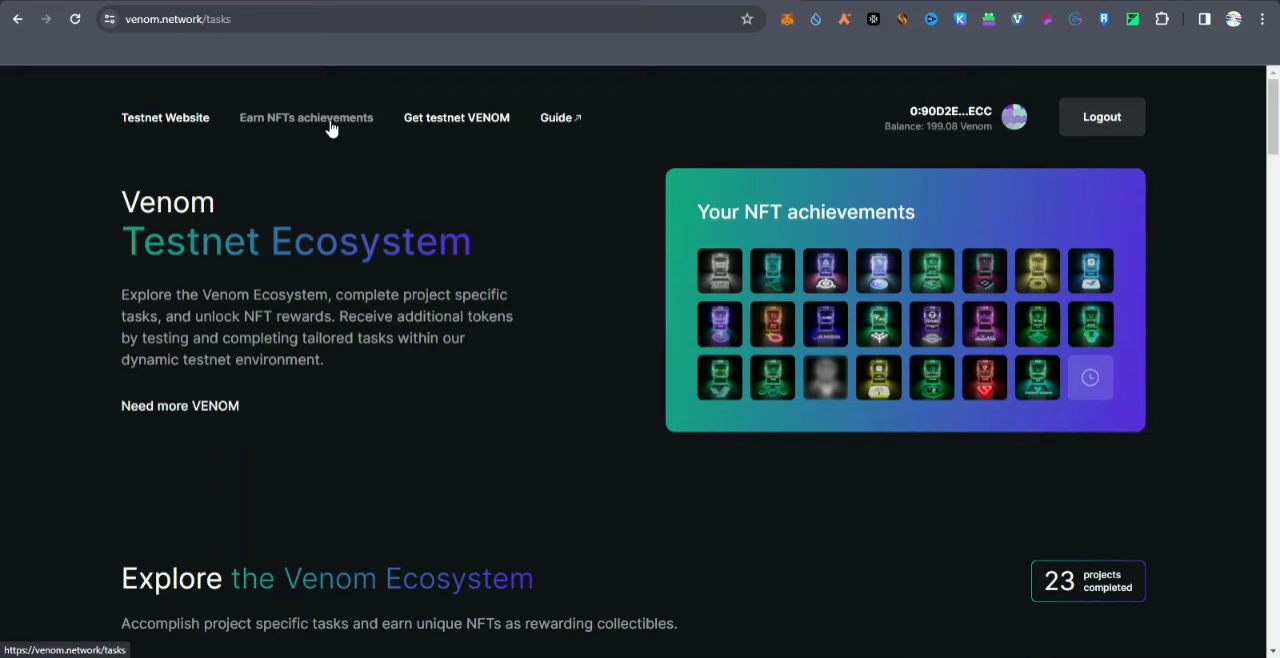 venom.network/tasks
Testnet Website
Earn NFTs achievements
Get testnet VENOM
Guide↗
0:90D2E...ECC
Balance: 199.08 Venom
Logout
Venom
Testnet Ecosystem
Explore the Venom Ecosystem, complete project specific
tasks, and unlock NFT rewards. Receive additional tokens
by testing and completing tailored tasks within our
dynamic testnet environment.
Need more VENOM
Your NFT achievements
Explore the Venom Ecosystem
23 projects
completed
Accomplish project specific tasks and earn unique NFTs as rewarding collectibles.
https://venom.network/tasks